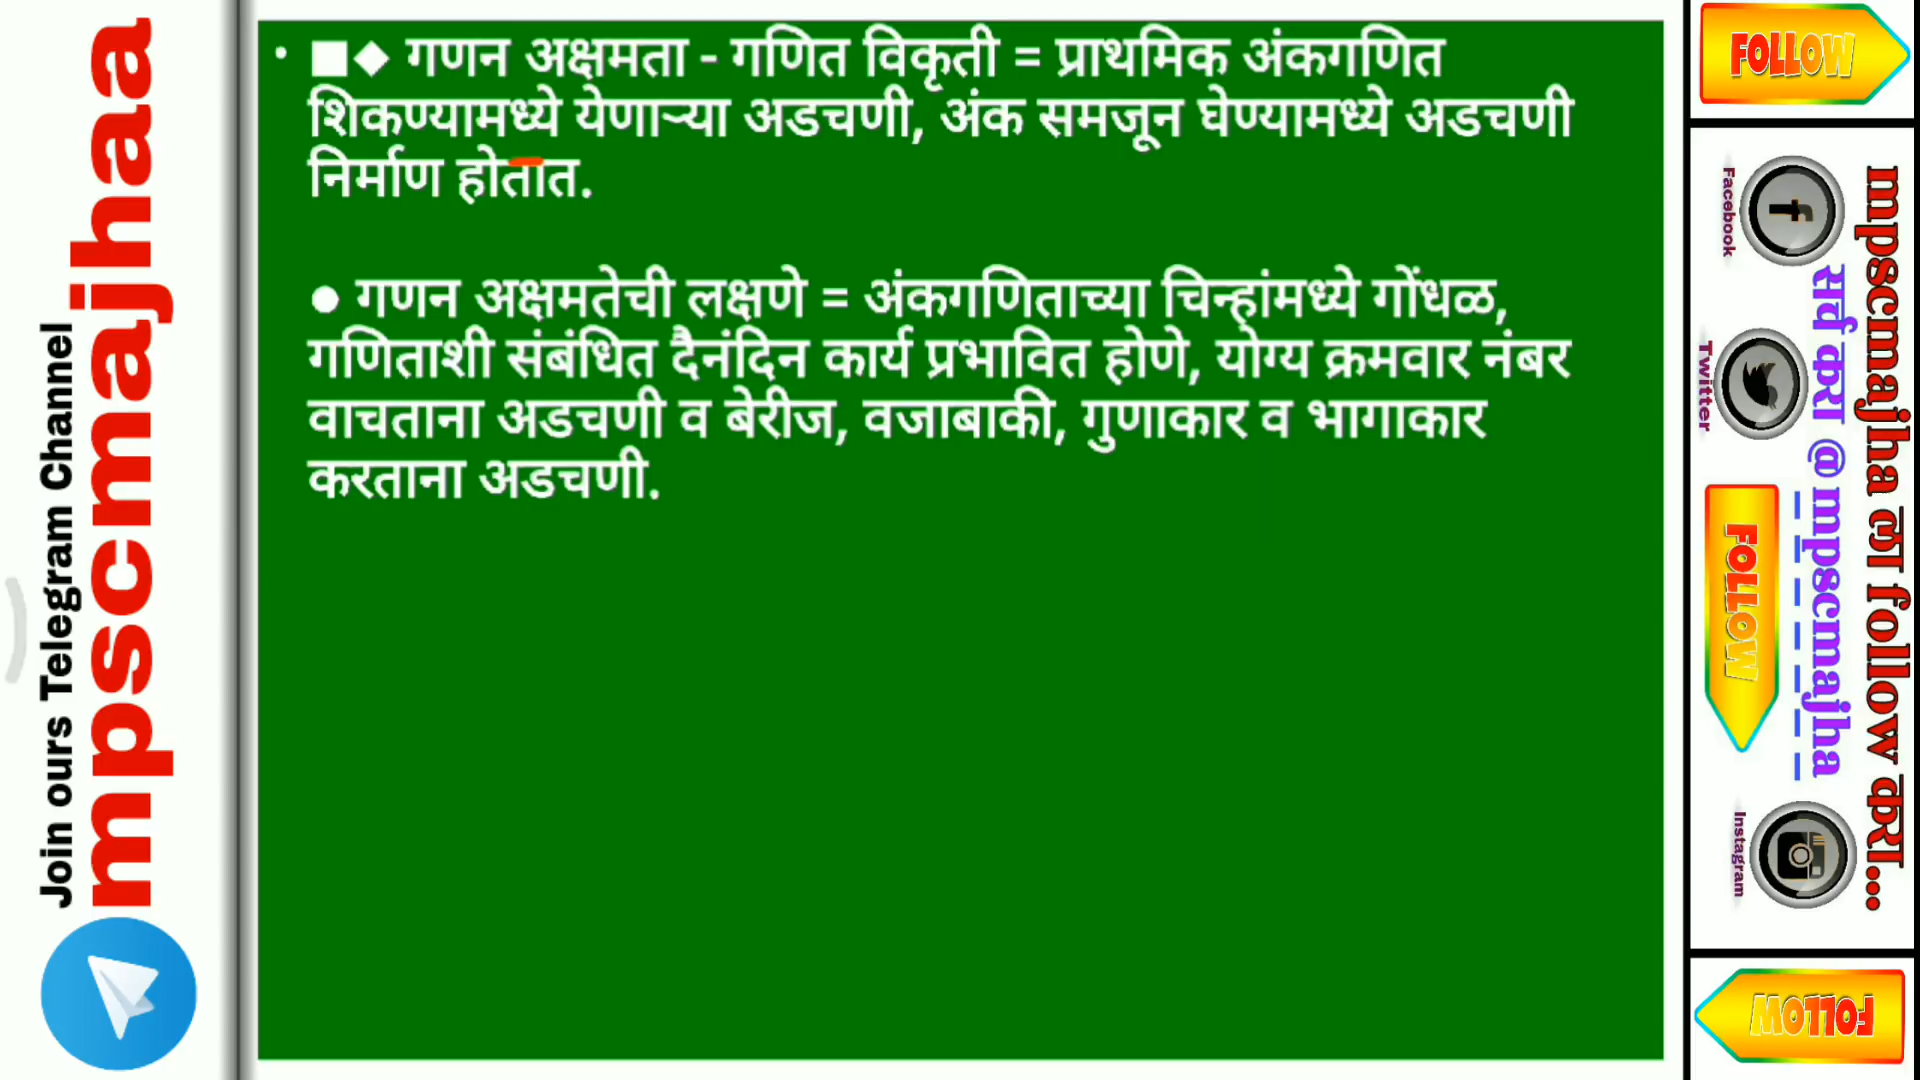 • ■◆ गणन अक्षमता - गणित विकृती = प्राथमिक अंकगणित
शिकण्यामध्ये येणाऱ्या अडचणी, अंक समजून घेण्यामध्ये अडचणी
निर्माण होतात.
● गणन अक्षमतेची लक्षणे = अंकगणिताच्या चिन्हांमध्ये गोंधळ,
गणिताशी संबंधित दैनंदिन कार्य प्रभावित होणे, योग्य क्रमवार नंबर
वाचताना अडचणी व बेरीज, वजाबाकी, गुणाकार व भागाकार
करताना अडचणी.
Join ours Telegram Channel
mpscmajhaa
FOLLOW
mpscmajha ला follow करा...
सर्च करा @mpscmajha
Facebook
Twitter
FOLLOW
Instagram
FOLLOW